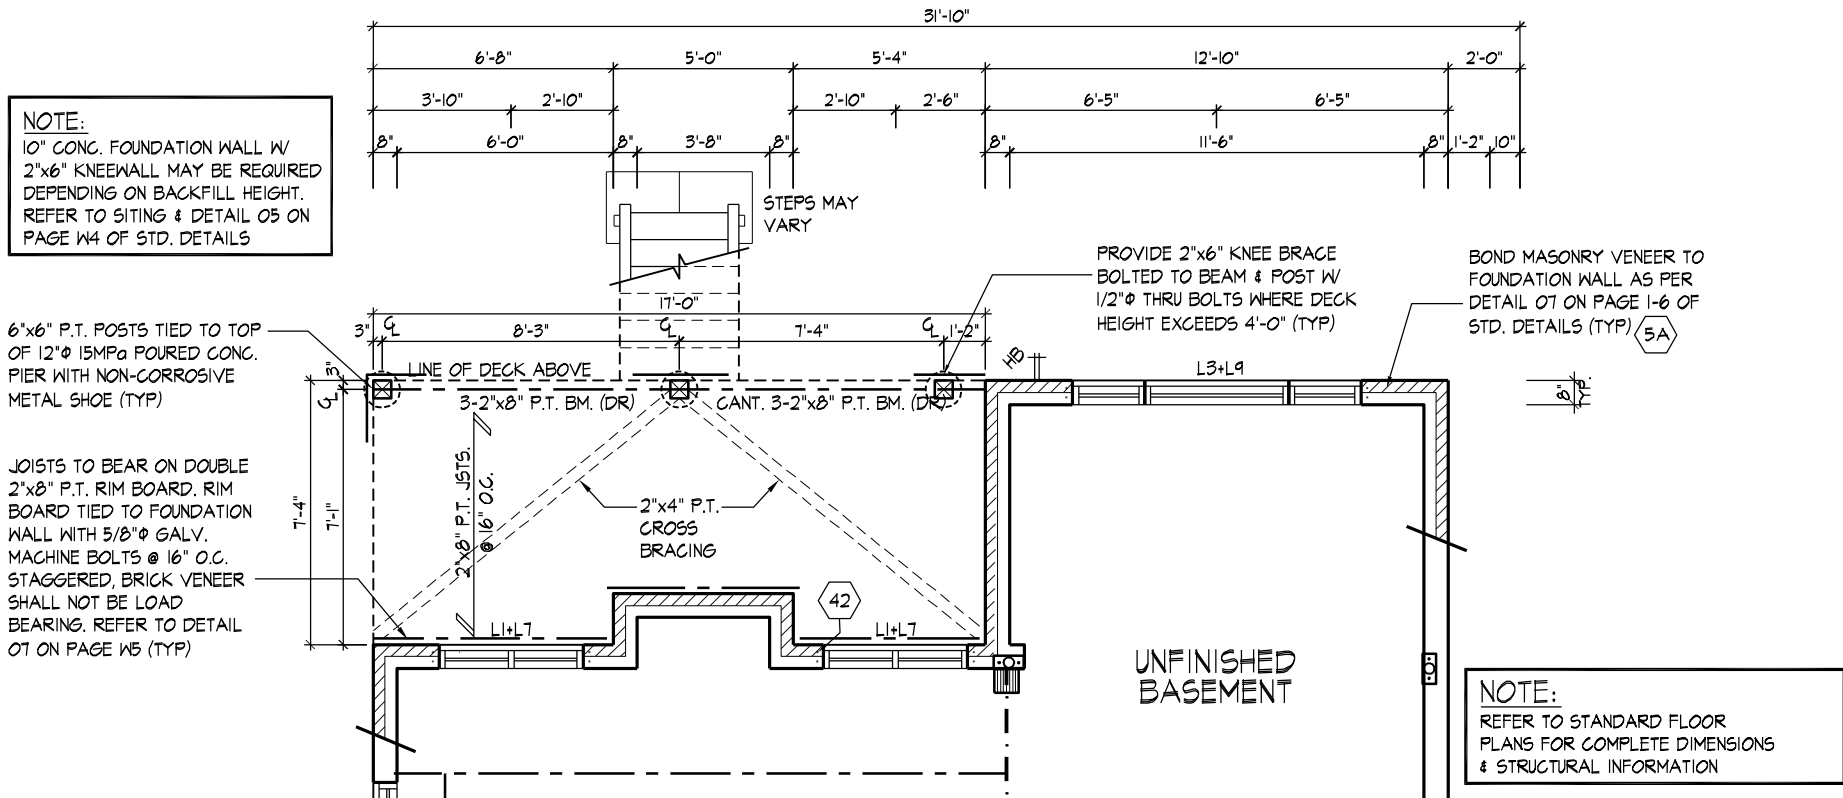 31'-10"
6'-8" 5'-0" 5'-4" 12'-10" 2'-0"
3'-10" 2'-10" 2'-10" 2'-6" 6'-5" 6'-5"
8" 6'-0" 8" 3'-8" 8" 8" 11'-6" 8" 1'-2" 10"
NOTE:
10" CONC. FOUNDATION WALL W/
2"x6" KNEEWALL MAY BE REQUIRED
DEPENDING ON BACKFILL HEIGHT.
REFER TO SITING & DETAIL 05 ON
PAGE W4 OF STD. DETAILS
STEPS MAY
VARY
PROVIDE 2"x6" KNEE BRACE
BOLTED TO BEAM & POST W/
1/2"ϕ THRU BOLTS WHERE DECK
HEIGHT EXCEEDS 4'-0" (TYP)
BOND MASONRY VENEER TO
FOUNDATION WALL AS PER
DETAIL 07 ON PAGE 1-6 OF
STD. DETAILS (TYP)
5A
17'-0"
3" CL 8'-3" CL 7'-4" CL 1'-2"
6"x6" P.T. POSTS TIED TO TOP
OF 12"ϕ 15MPa POURED CONC.
PIER WITH NON-CORROSIVE
METAL SHOE (TYP)
3"
CL
LINE OF DECK ABOVE
HB
L3+L9
8"
TYP.
3-2"x8" P.T. BM. (DR)
CANT. 3-2"x8" P.T. BM. (DR)
JOISTS TO BEAR ON DOUBLE
2"x8" P.T. RIM BOARD. RIM
BOARD TIED TO FOUNDATION
WALL WITH 5/8"ϕ GALV.
MACHINE BOLTS @ 16" O.C.
STAGGERED, BRICK VENEER
SHALL NOT BE LOAD
BEARING. REFER TO DETAIL
07 ON PAGE W5 (TYP)
7'-4"
7'-1"
2"x8" P.T. JSTS.
@ 16" O.C.
2"x4" P.T.
CROSS
BRACING
42
L1+L7
L1+L7
UNFINISHED
BASEMENT
NOTE:
REFER TO STANDARD FLOOR
PLANS FOR COMPLETE DIMENSIONS
& STRUCTURAL INFORMATION